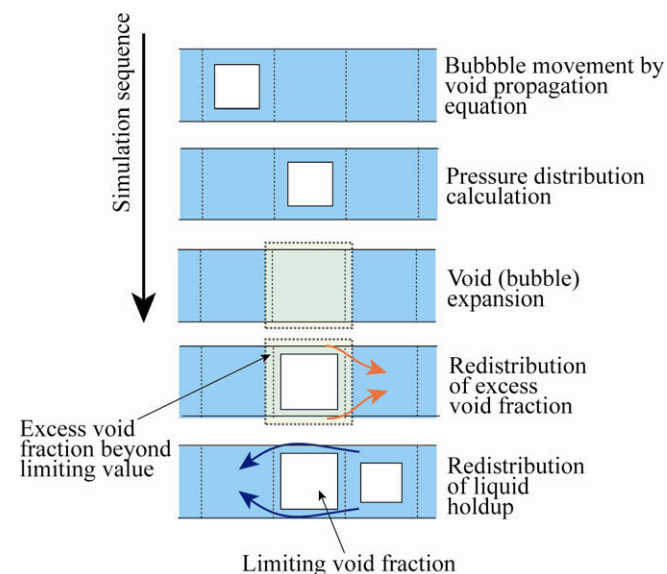 Simulation sequence
Bubbble movement by
void propagation
equation
Pressure distribution
calculation
Void (bubble)
expansion
Redistribution
of excess
void fraction
Excess void
fraction beyond
limiting value
Redistribution
of liquid
holdup
Limiting void fraction